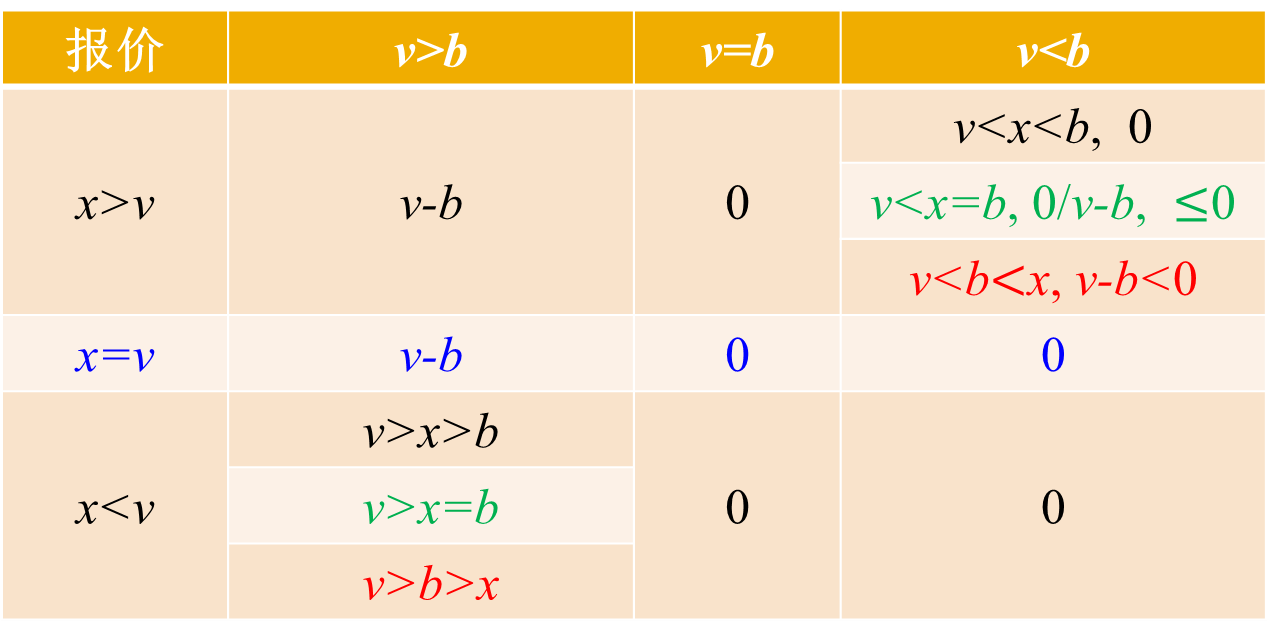 报价 v>b v=b v<b
v<x<b, 0
x>v v-b 0 v<x=b, 0/v-b, ≤0
v<b<x, v-b<0
x=v v-b 0 0
v>x>b
x<v v>x=b 0 0
v>b>x